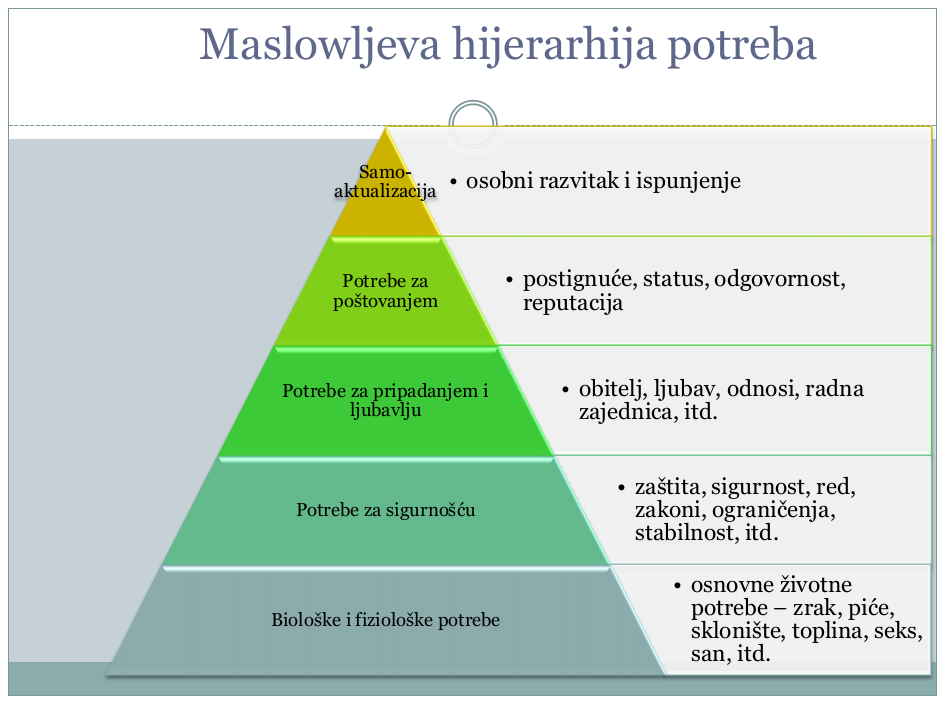 Maslowljeva hijerarhija potreba
Samo-
aktualizacija
• osobni razvitak i ispunjenje
Potrebe za
poštovanjem
• postignuće, status, odgovornost,
reputacija
Potrebe za pripadanjem i
ljubavlju
• obitelj, ljubav, odnosi, radna
zajednica, itd.
Potrebe za sigurnošću
• zaštita, sigurnost, red,
zakoni, ograničenja,
stabilnost, itd.
Biološke i fiziološke potrebe
• osnovne životne
potrebe – zrak, piće,
sklonište, toplina, seks,
san, itd.